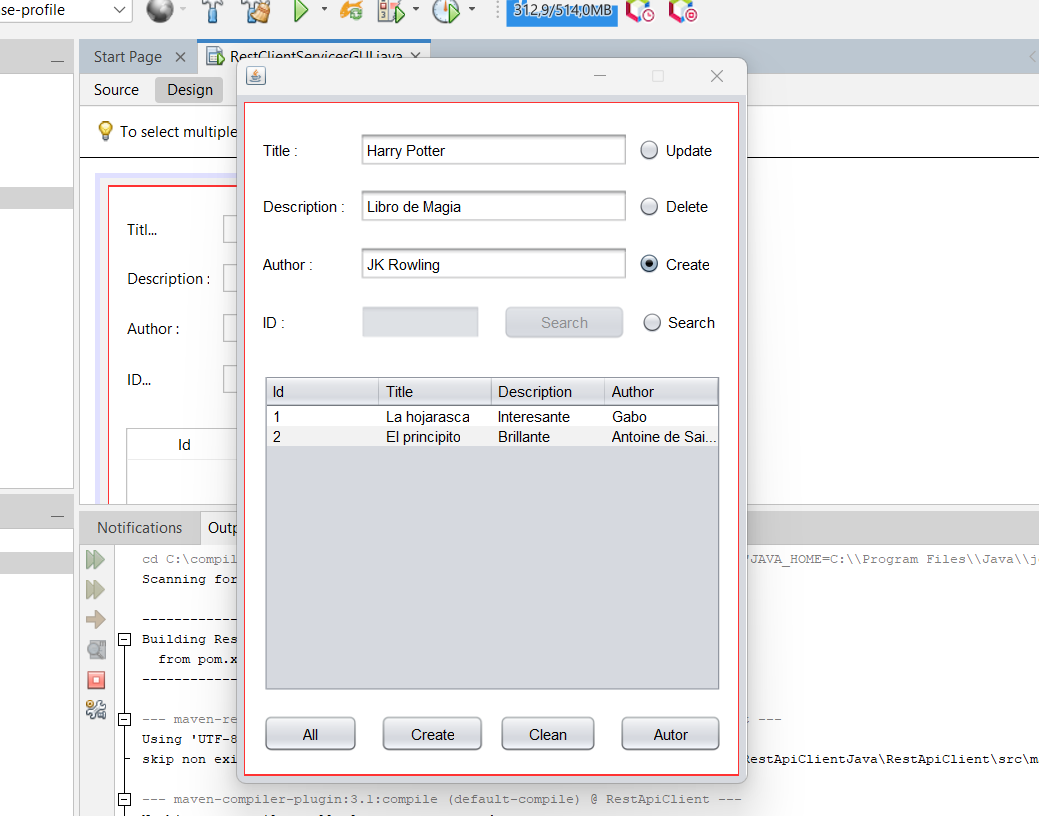 se-profile
312,9/514,0MB
Start Page
RestClientServicesGUI.java
Source Design
To select multiple
Titl...
Description :
Author :
ID...
Id
Title : Harry Potter Update
Description : Libro de Magia Delete
Author : JK Rowling Create
ID : Search Search
Id Title Description Author
1 La hojarasca Interesante Gabo
2 El principito Brillante Antoine de Sai...
All Create Clean Autor
Notifications Outp
cd C:\compil JAVA_HOME=C:\\Program Files\\Java\\j
Scanning for
-------------
Building Res
from pom.x
-------------
--- maven-re ---
Using 'UTF-8
skip non exi estApiClientJava\RestApiClient\src\m
--- maven-compiler-plugin:3.1:compile (default-compile) @ RestApiClient ---